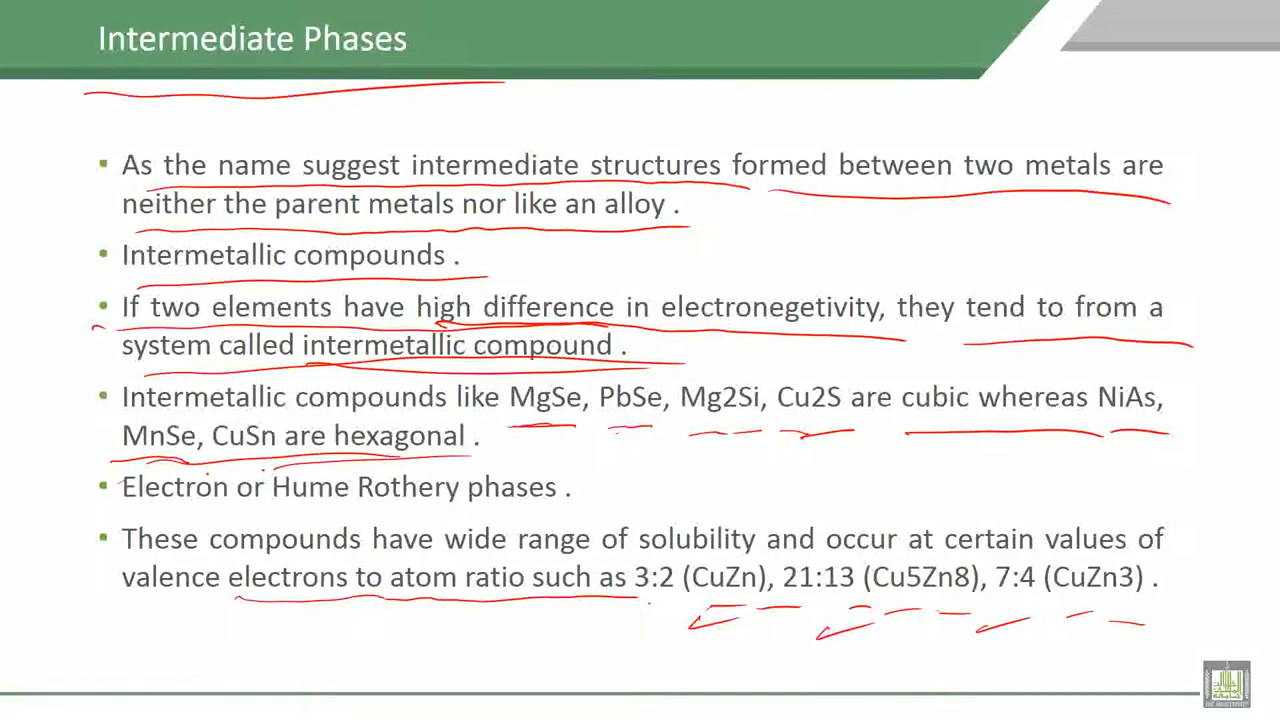 Intermediate Phases
• As the name suggest intermediate structures formed between two metals are
neither the parent metals nor like an alloy .
• Intermetallic compounds .
• If two elements have high difference in electronegetivity, they tend to from a
system called intermetallic compound .
• Intermetallic compounds like MgSe, PbSe, Mg2Si, Cu2S are cubic whereas NiAs,
MnSe, CuSn are hexagonal .
• Electron or Hume Rothery phases .
• These compounds have wide range of solubility and occur at certain values of
valence electrons to atom ratio such as 3:2 (CuZn), 21:13 (Cu5Zn8), 7:4 (CuZn3) .